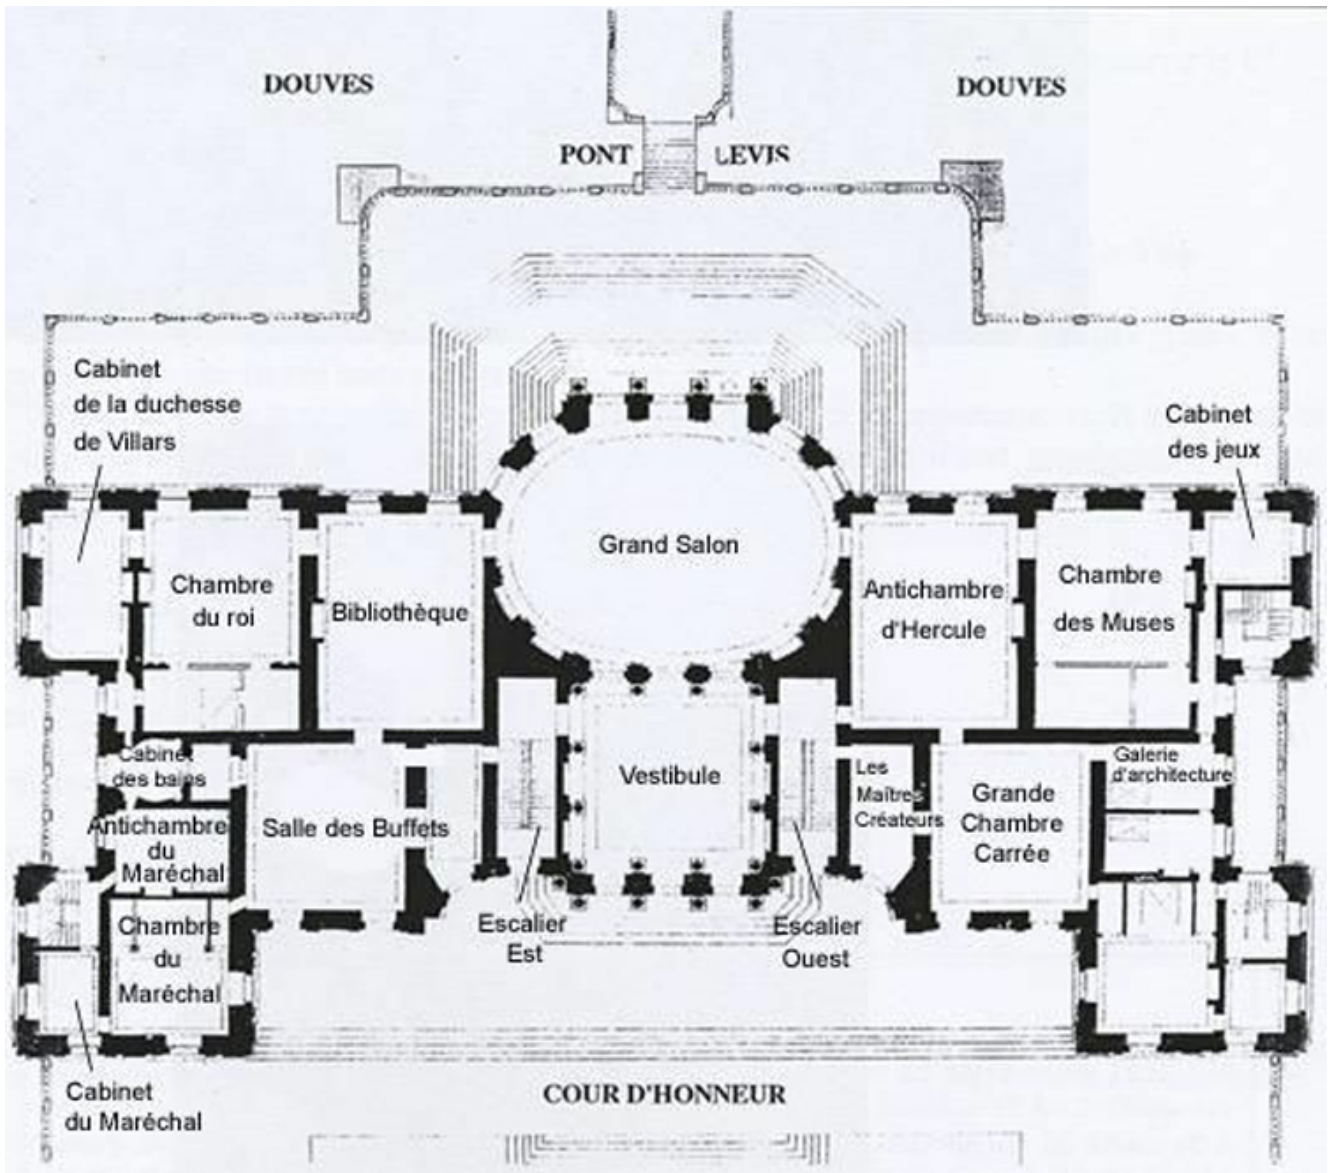 DOUVES
DOUVES
PONT
LEVIS
Cabinet
de la duchesse
de Villars
Cabinet
des jeux
Grand Salon
Chambre
du roi
Bibliothèque
Antichambre
d'Hercule
Chambre
des Muses
Cabinet
des bains
Vestibule
Les
Maîtres
Créateurs
Galerie
d'architecture
Antichambre
du
Maréchal
Salle des Buffets
Grande
Chambre
Carrée
Chambre
du
Maréchal
Escalier
Est
Escalier
Ouest
Cabinet
du Maréchal
COUR D'HONNEUR